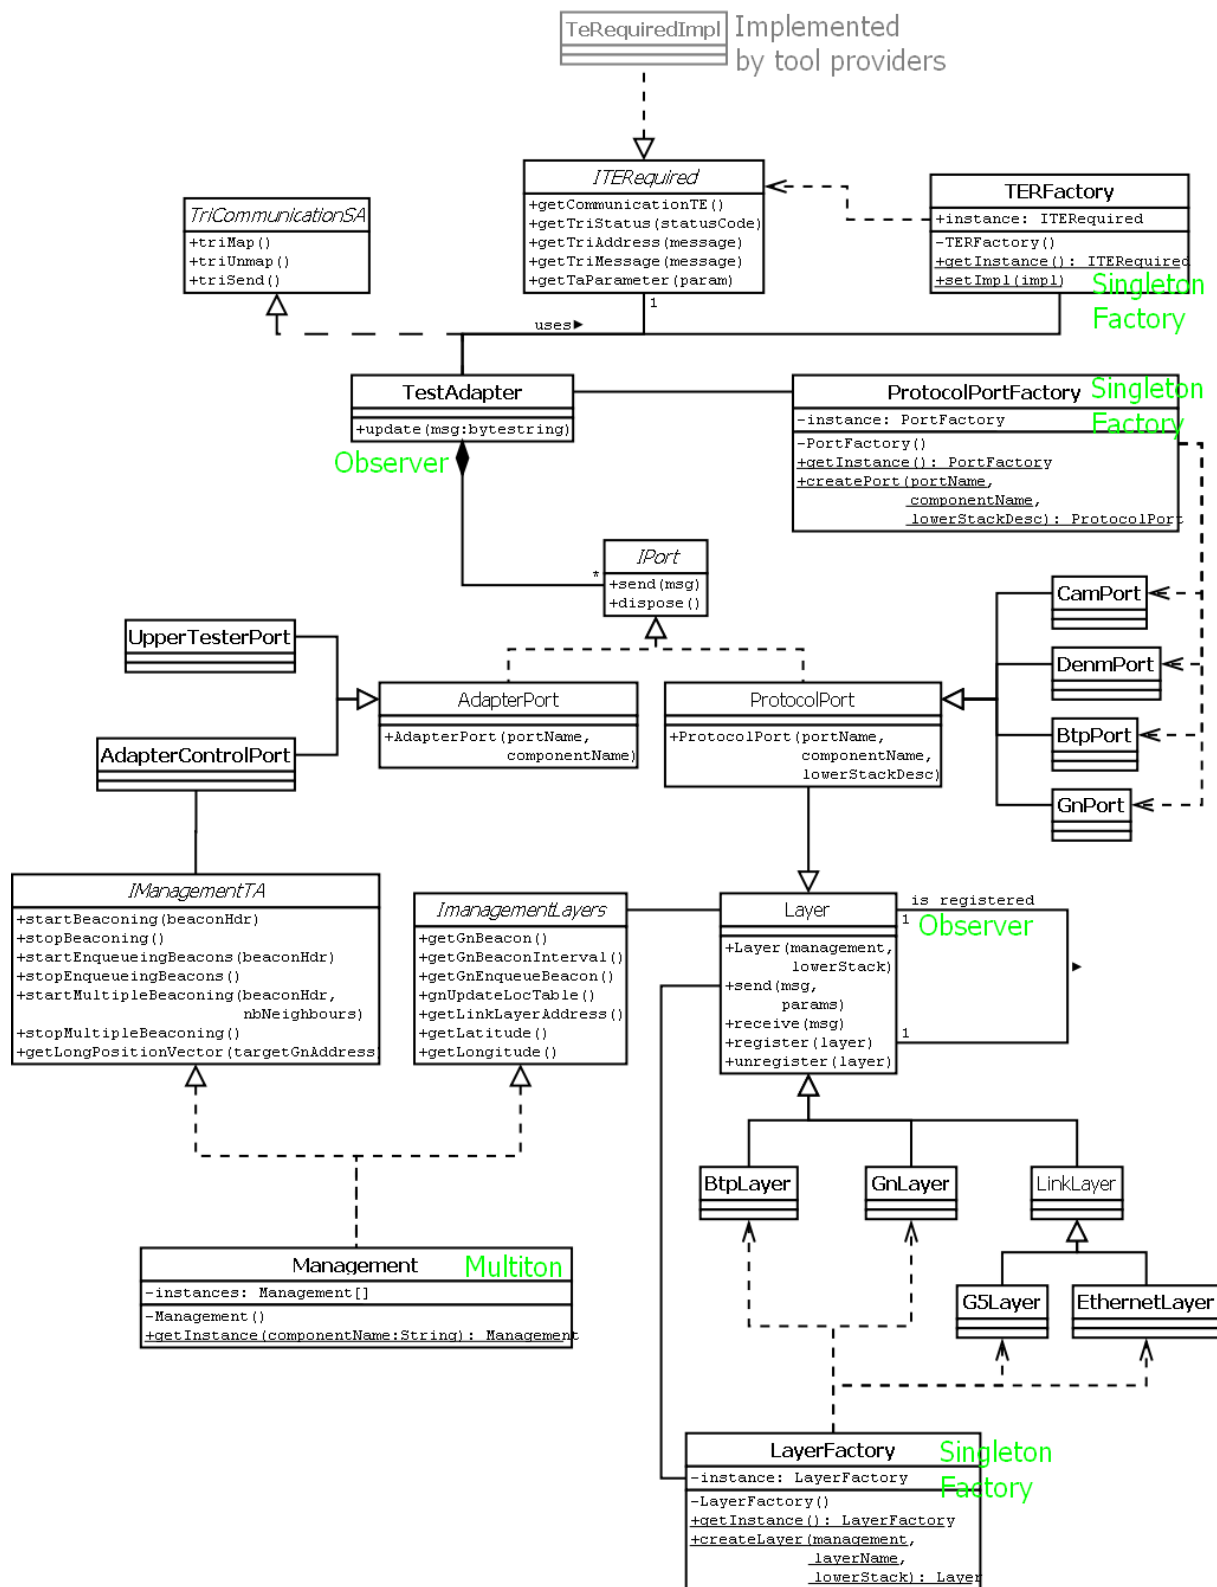 TeRequiredImpl
Implemented
by tool providers
ITERequired
+getCommunicationTE()
+getTriStatus(statusCode)
+getTriAddress(message)
+getTriMessage(message)
+getTaParameter(param)
TERFactory
+instance: ITERequired
-TERFactory()
+getInstance(): ITERequired
+setImpl(impl)
Singleton
Factory
TriCommunicationSA
+triMap()
+triUnmap()
+triSend()
1
uses
TestAdapter
+update(msg:bytestring)
Observer
ProtocolPortFactory
Singleton
Factory
-instance: PortFactory
-PortFactory()
+getInstance(): PortFactory
+createPort(portName,
componentName,
lowerStackDesc): ProtocolPort
IPort
+send(msg)
+dispose()
*
CamPort
DenmPort
BtpPort
GnPort
UpperTesterPort
AdapterControlPort
AdapterPort
+AdapterPort(portName,
componentName)
ProtocolPort
+ProtocolPort(portName,
componentName,
lowerStackDesc)
IManagementTA
+startBeaconing(beaconHdr)
+stopBeaconing()
+startEnqueueingBeacons(beaconHdr)
+stopEnqueueingBeacons()
+startMultipleBeaconing(beaconHdr,
nbNeighbours)
+stopMultipleBeaconing()
+getLongPositionVector(targetGnAddress)
ImanagementLayers
+getGnBeacon()
+getGnBeaconInterval()
+getGnEnqueueBeacon()
+gnUpdateLocTable()
+getLinkLayerAddress()
+getLatitude()
+getLongitude()
Layer
+Layer(management,
lowerStack)
+send(msg,
params)
+receive(msg)
+register(layer)
+unregister(layer)
is registered
1
Observer
1
BtpLayer
GnLayer
LinkLayer
G5Layer
EthernetLayer
Management
Multiton
-instances: Management[]
-Management()
+getInstance(componentName:String): Management
LayerFactory
Singleton
Factory
-instance: LayerFactory
-LayerFactory()
+getInstance(): LayerFactory
+createLayer(management,
layerName,
lowerStack): Layer